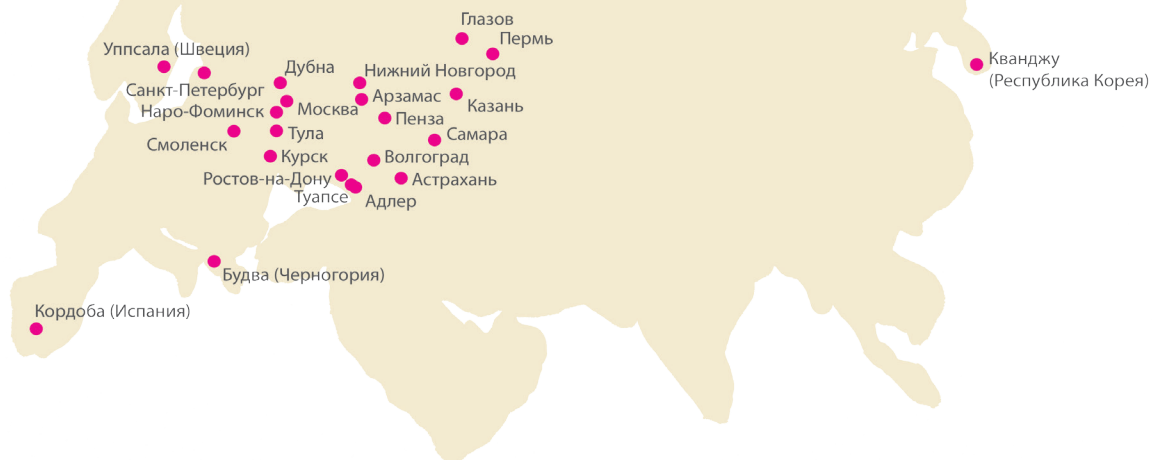 Глазов
Пермь
Уппсала (Швеция)
Кванджу
(Республика Корея)
Дубна
Нижний Новгород
Санкт-Петербург
Арзамас
Казань
Наро-Фоминск
Москва
Пенза
Смоленск
Тула
Самара
Курск
Волгоград
Ростов-на-Дону
Астрахань
Туапсе
Адлер
Будва (Черногория)
Кордоба (Испания)